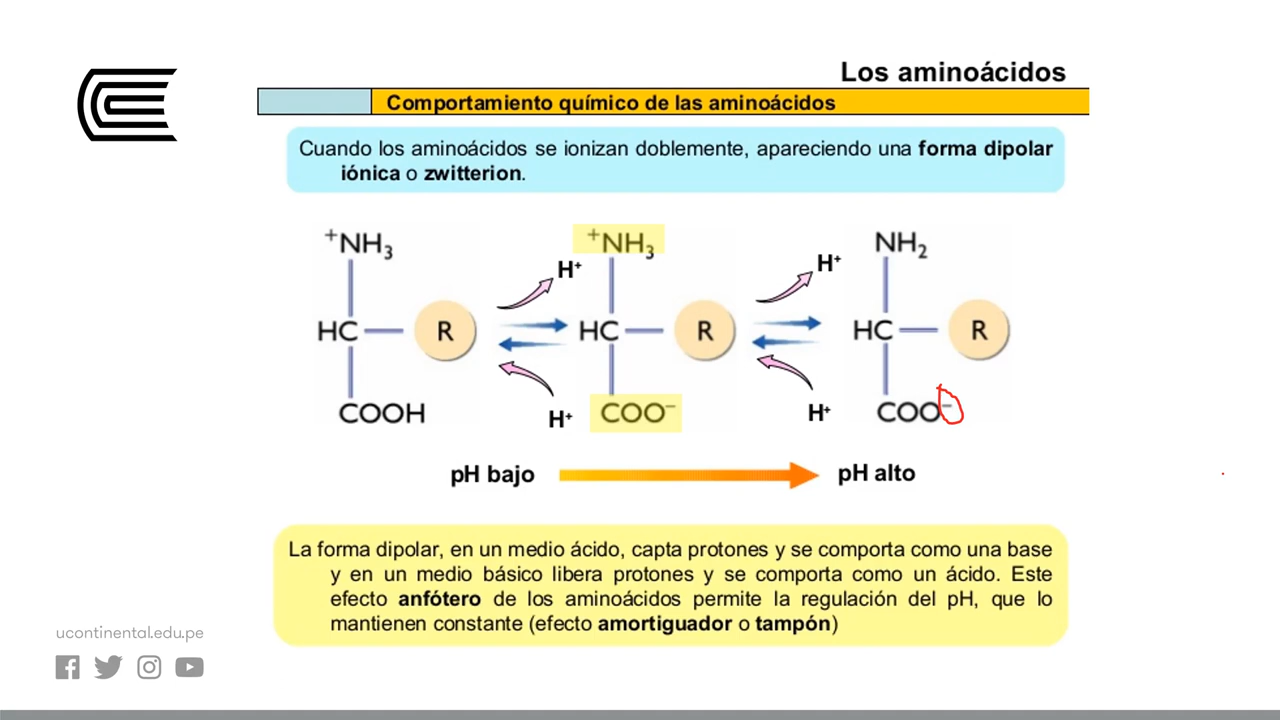 Los aminoácidos
Comportamiento químico de las aminoácidos
Cuando los aminoácidos se ionizan doblemente, apareciendo una forma dipolar
iónica o zwitterion.
⁺NH₃
H⁺
⁺NH₃
H⁺
NH₂
HC
R
HC
R
HC
R
COOH
H⁺
COO⁻
H⁺
COO⁻
pH bajo
pH alto
La forma dipolar, en un medio ácido, capta protones y se comporta como una base
y en un medio básico libera protones y se comporta como un ácido. Este
efecto anfótero de los aminoácidos permite la regulación del pH, que lo
mantienen constante (efecto amortiguador o tampón)
ucontinental.edu.pe